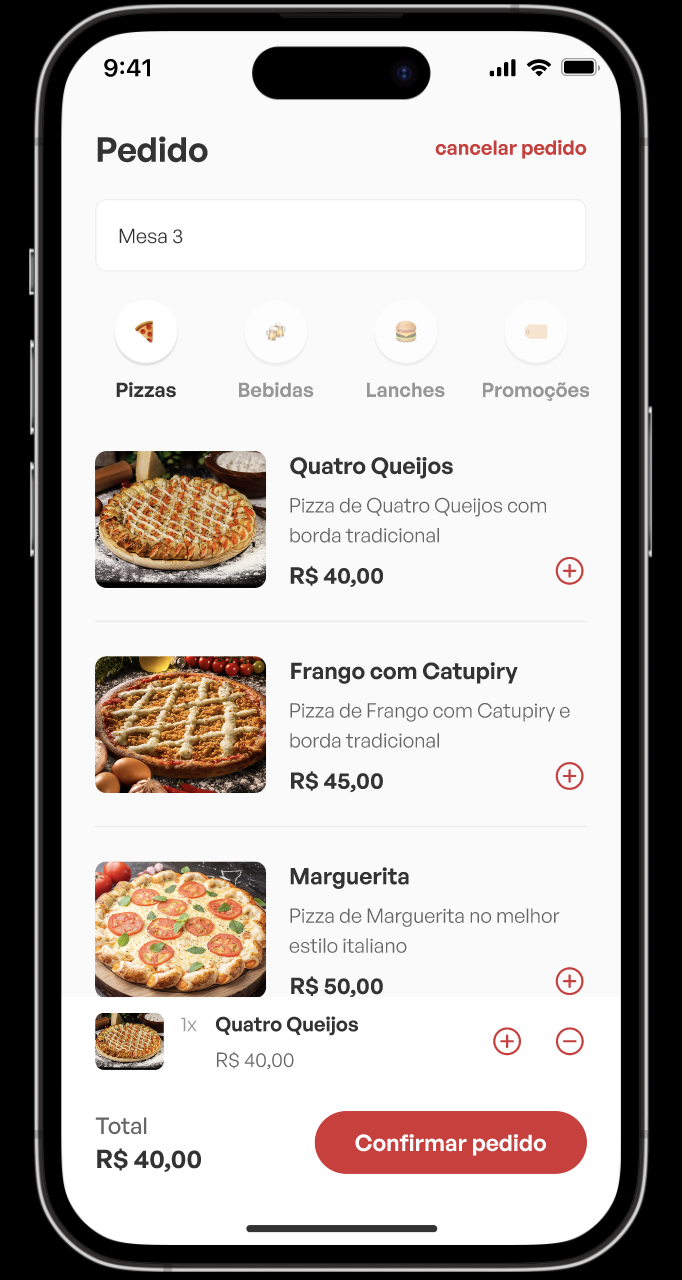 9:41
Pedido
cancelar pedido
Mesa 3
Pizzas
Bebidas
Lanches
Promoções
Quatro Queijos
Pizza de Quatro Queijos com
borda tradicional
R$ 40,00
Frango com Catupiry
Pizza de Frango com Catupiry e
borda tradicional
R$ 45,00
Marguerita
Pizza de Marguerita no melhor
estilo italiano
R$ 50,00
1x Quatro Queijos
R$ 40,00
Total
R$ 40,00
Confirmar pedido